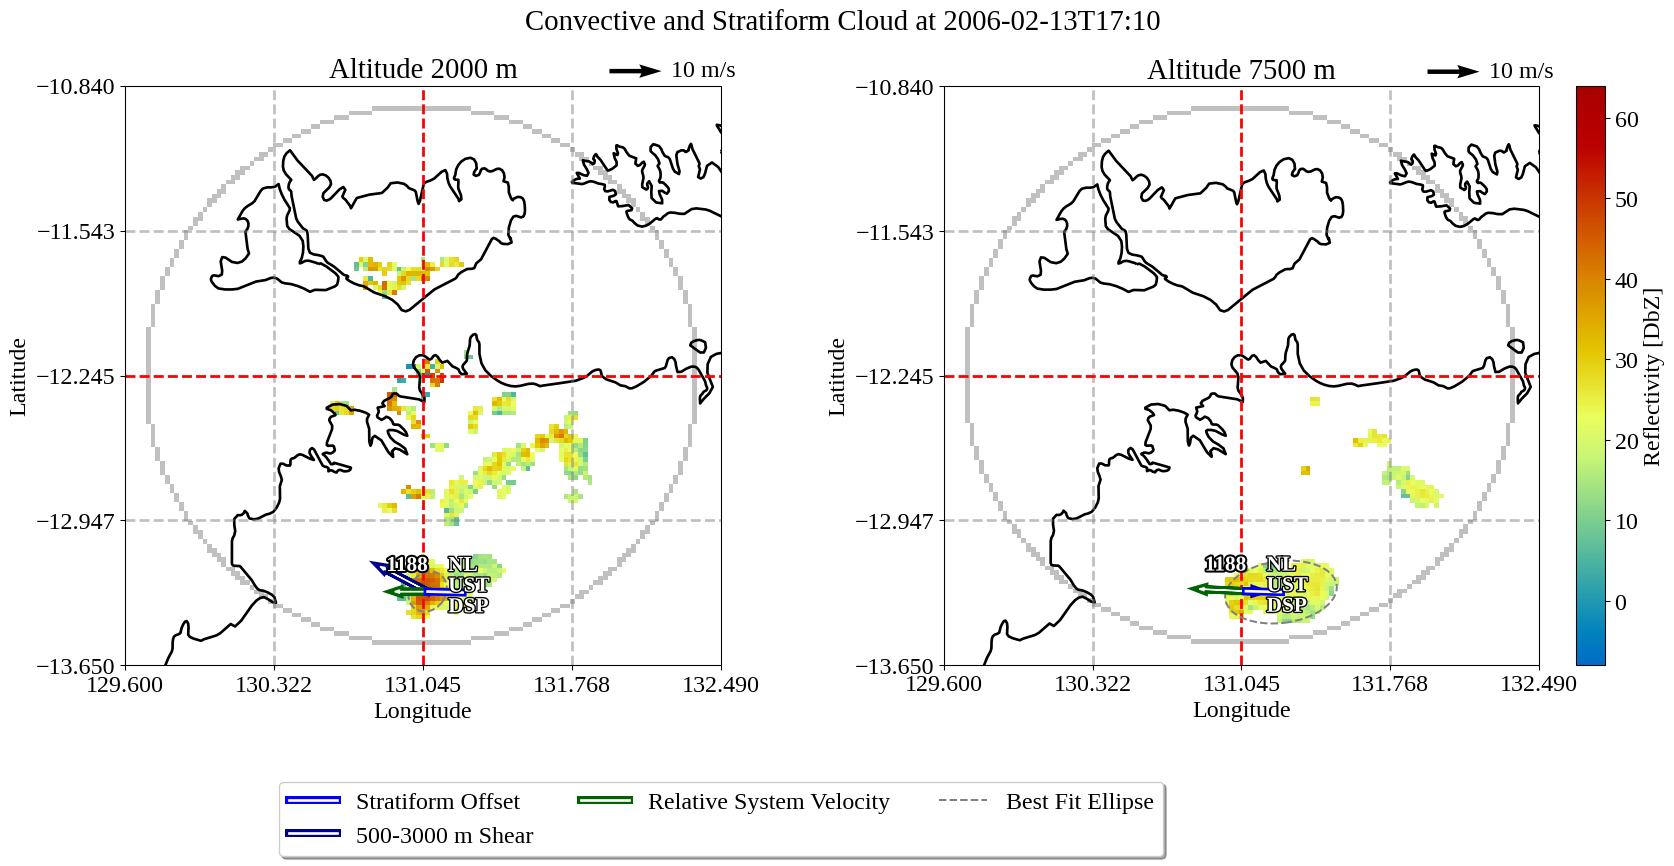 Convective and Stratiform Cloud at 2006-02-13T17:10
Altitude 2000 m
10 m/s
Altitude 7500 m
10 m/s
−10.840
−11.543
−12.245
−12.947
−13.650
Latitude
129.600
130.322
131.045
131.768
132.490
Longitude
1188
NL
UST
DSP
−10.840
−11.543
−12.245
−12.947
−13.650
Latitude
129.600
130.322
131.045
131.768
132.490
Longitude
1188
NL
UST
DSP
60
50
40
30
20
10
0
Reflectivity [DbZ]
Stratiform Offset
Relative System Velocity
Best Fit Ellipse
500-3000 m Shear